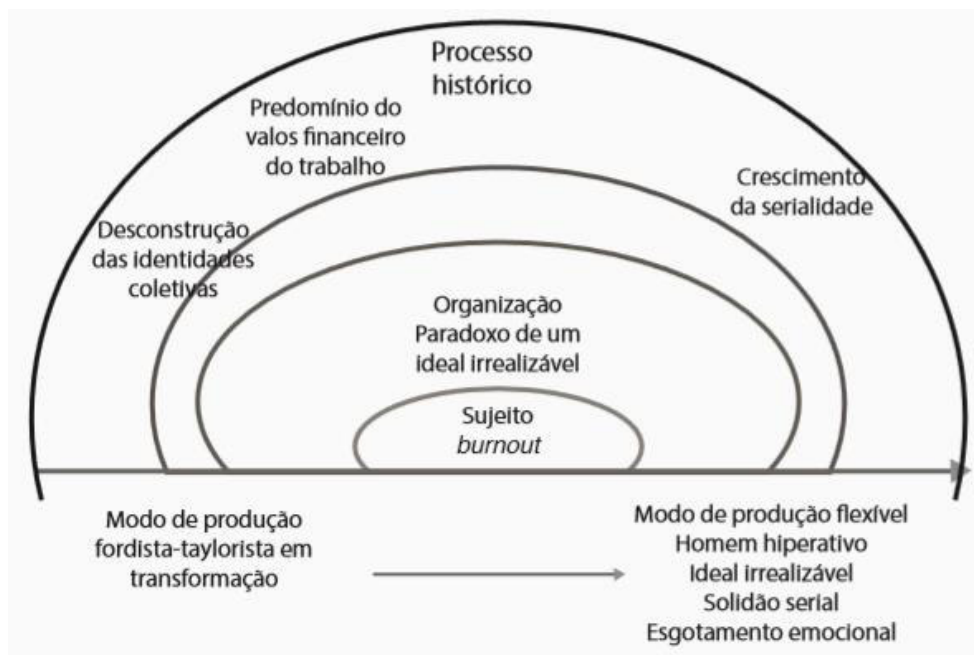 Processo
histórico
Predomínio do
valos financeiro
do trabalho
Crescimento
da serialidade
Desconstrução
das identidades
coletivas
Organização
Paradoxo de um
ideal irrealizável
Sujeito
burnout
Modo de produção
fordista-taylorista em
transformação
Modo de produção flexível
Homem hiperativo
Ideal irrealizável
Solidão serial
Esgotamento emocional